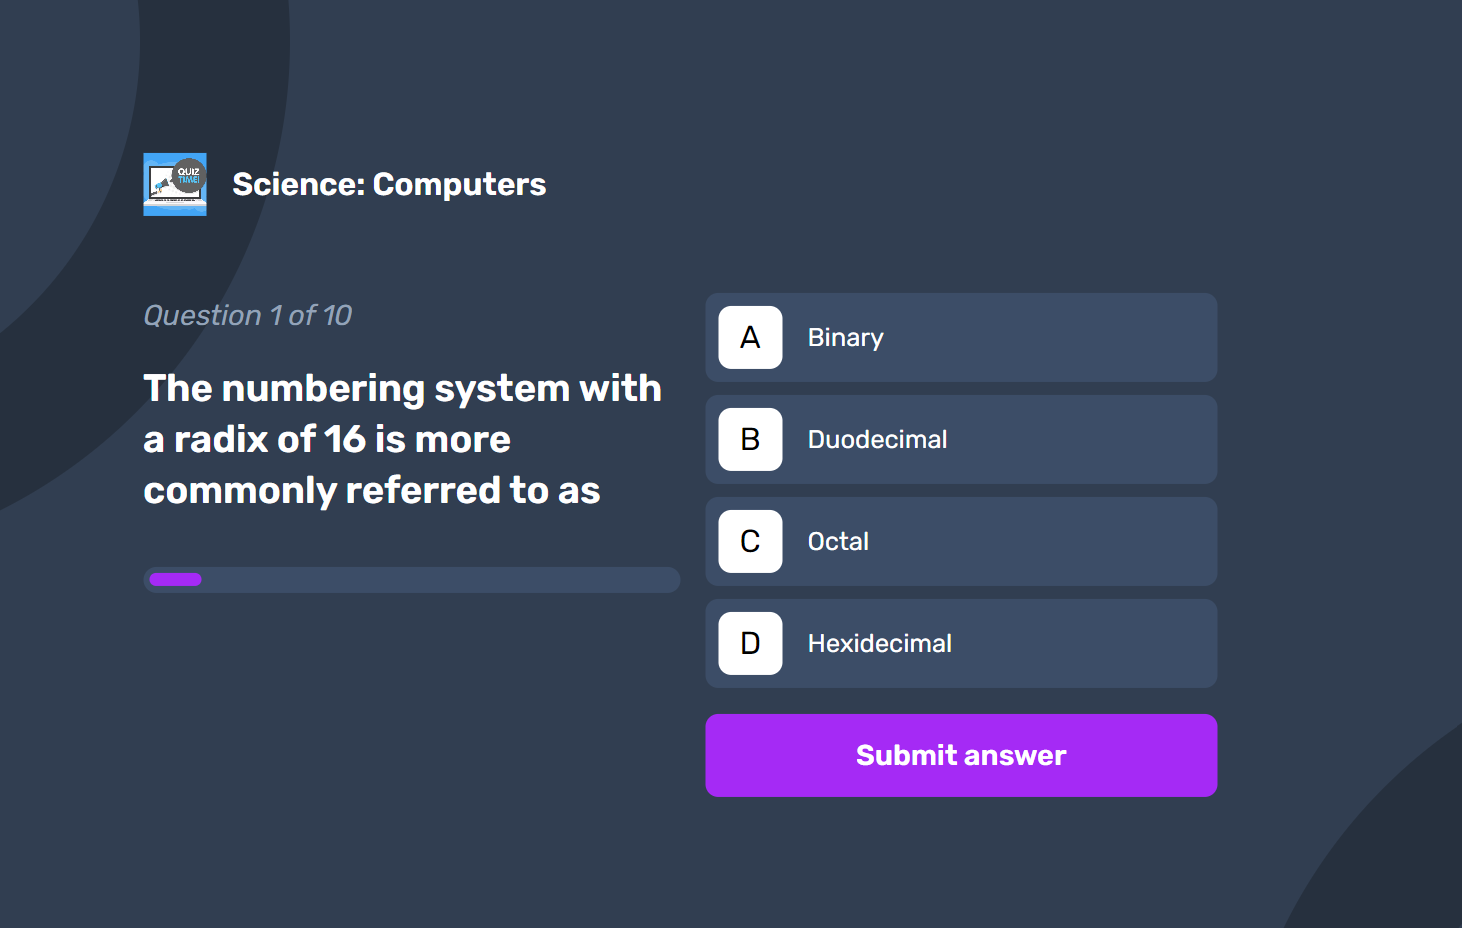 QUIZ
TIME!
Science: Computers
Question 1 of 10
The numbering system with
a radix of 16 is more
commonly referred to as
A Binary
B Duodecimal
C Octal
D Hexidecimal
Submit answer